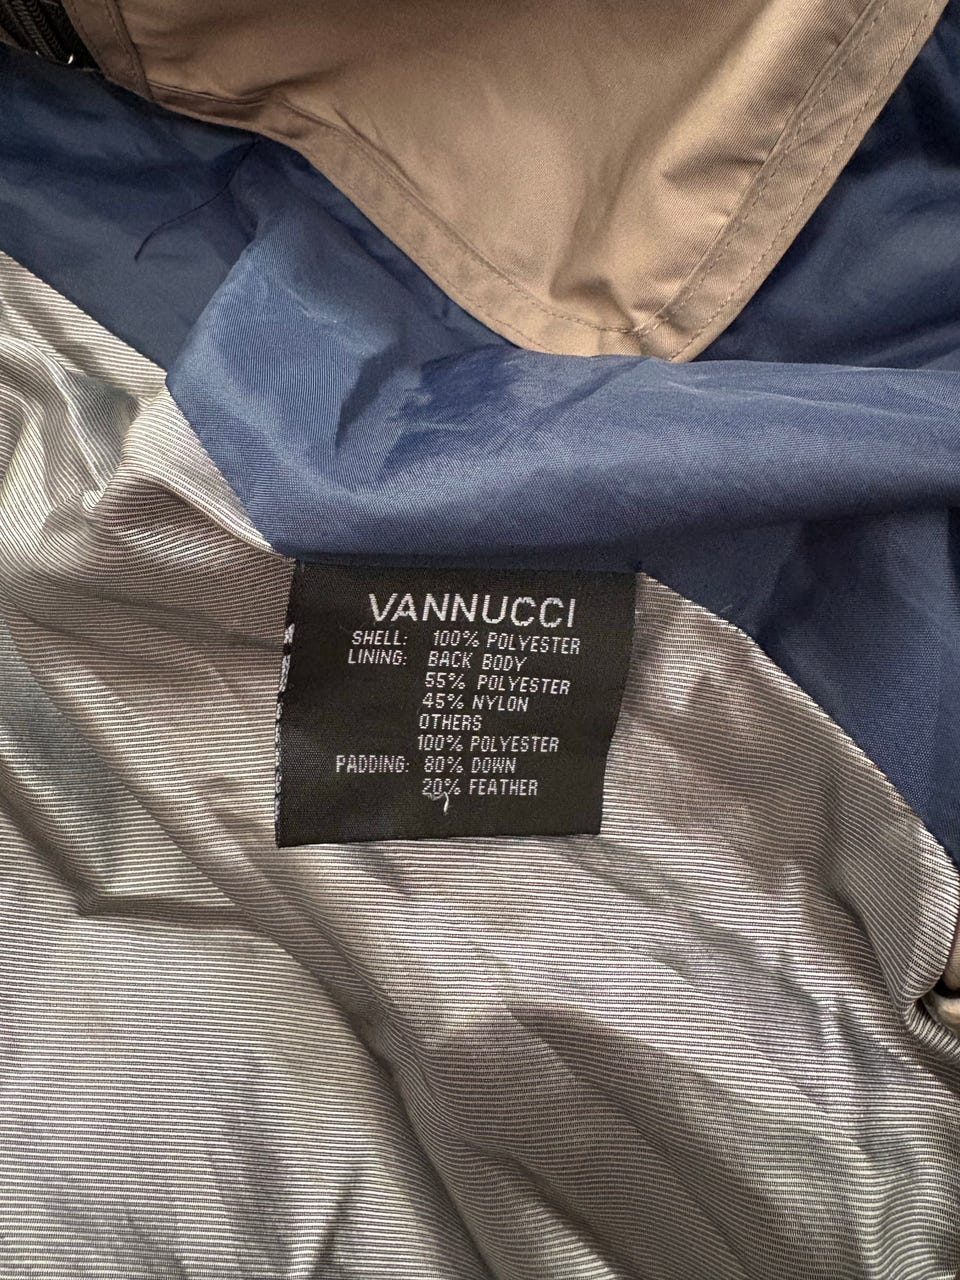 VANNUCCI
SHELL: 100% POLYESTER
LINING: BACK BODY
55% POLYESTER
45% NYLON
OTHERS
100% POLYESTER
PADDING: 80% DOWN
20% FEATHER